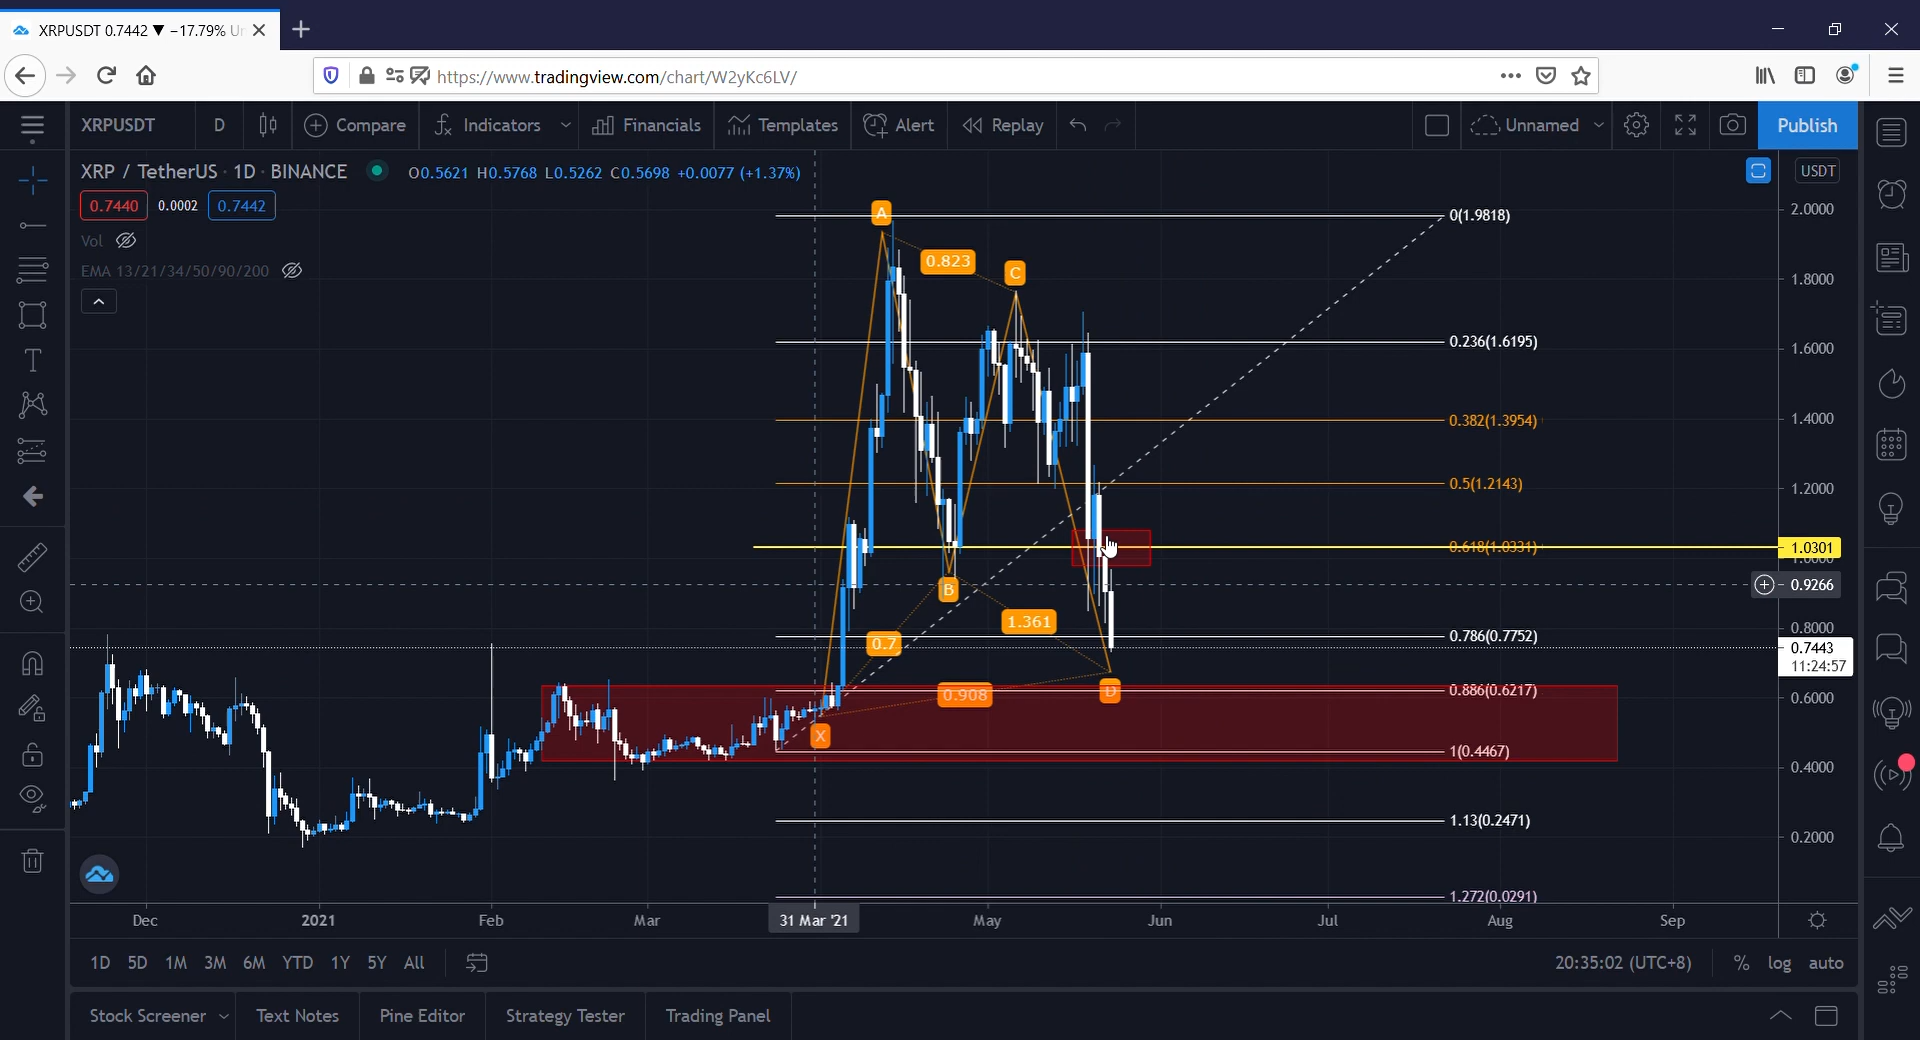 XRPUSDT 0.7442 ▼ −17.79% Un
https://www.tradingview.com/chart/W2yKc6LV/
XRPUSDT D Compare Indicators Financials Templates Alert Replay Unnamed Publish
XRP / TetherUS · 1D · BINANCE O0.5621 H0.5768 L0.5262 C0.5698 +0.0077 (+1.37%)
USDT
0.7440 0.0002 0.7442
Vol
EMA 13/21/34/50/90/200
A
0(1.9818)
2.0000
0.823
C
1.8000
0.236(1.6195)
1.6000
0.382(1.3954)
1.4000
0.5(1.2143)
1.2000
0.618(1.0331)
1.0301
1.0000
B
0.9266
1.361
0.7
0.786(0.7752)
0.8000
0.7443
11:24:57
0.908
D
0.886(0.6217)
0.6000
X
1(0.4467)
0.4000
1.13(0.2471)
0.2000
1.272(0.0291)
Dec 2021 Feb Mar 31 Mar '21 May Jun Jul Aug Sep
1D 5D 1M 3M 6M YTD 1Y 5Y All 20:35:02 (UTC+8) % log auto
Stock Screener Text Notes Pine Editor Strategy Tester Trading Panel